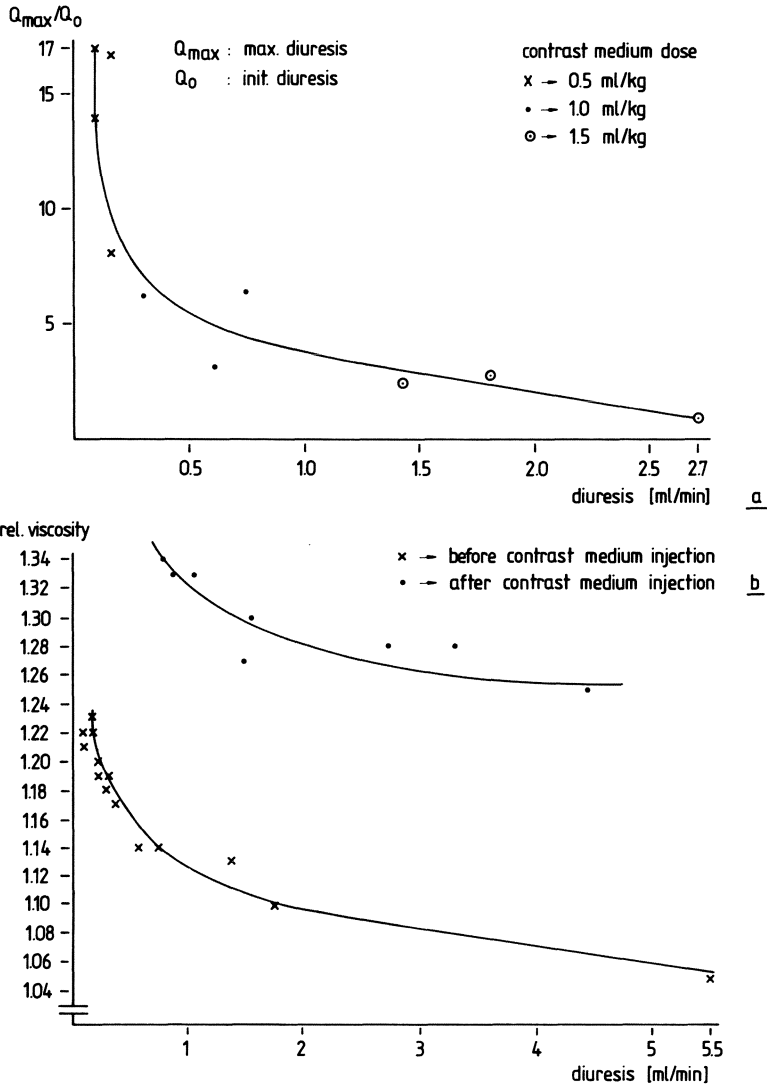 Qmax/Qo
Qmax : max. diuresis
Qo : init. diuresis
contrast medium dose
x → 0.5 ml/kg
• → 1.0 ml/kg
⊙ → 1.5 ml/kg
17
15
10
5
0.5 1.0 1.5 2.0 2.5 2.7
diuresis [ml/min]
a
rel. viscosity
x → before contrast medium injection
• → after contrast medium injection
b
1.34
1.32
1.30
1.28
1.26
1.24
1.22
1.20
1.18
1.16
1.14
1.12
1.10
1.08
1.06
1.04
1 2 3 4 5 5.5
diuresis [ml/min]